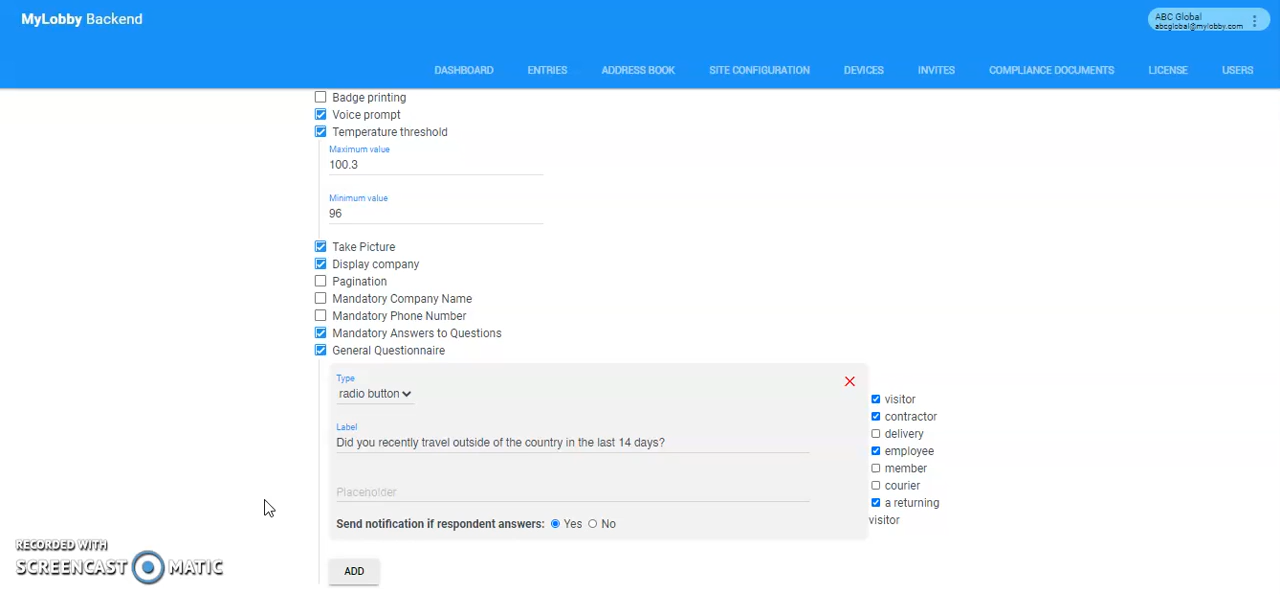 MyLobby Backend
ABC Global
abcglobal@mylobby.com
DASHBOARD ENTRIES ADDRESS BOOK SITE CONFIGURATION DEVICES INVITES COMPLIANCE DOCUMENTS LICENSE USERS
Badge printing
Voice prompt
Temperature threshold
Maximum value
100.3
Minimum value
96
Take Picture
Display company
Pagination
Mandatory Company Name
Mandatory Phone Number
Mandatory Answers to Questions
General Questionnaire
Type
radio button
Label
Did you recently travel outside of the country in the last 14 days?
Placeholder
Send notification if respondent answers: Yes No
visitor
contractor
delivery
employee
member
courier
a returning
visitor
ADD
RECORDED WITH
SCREENCAST MATIC